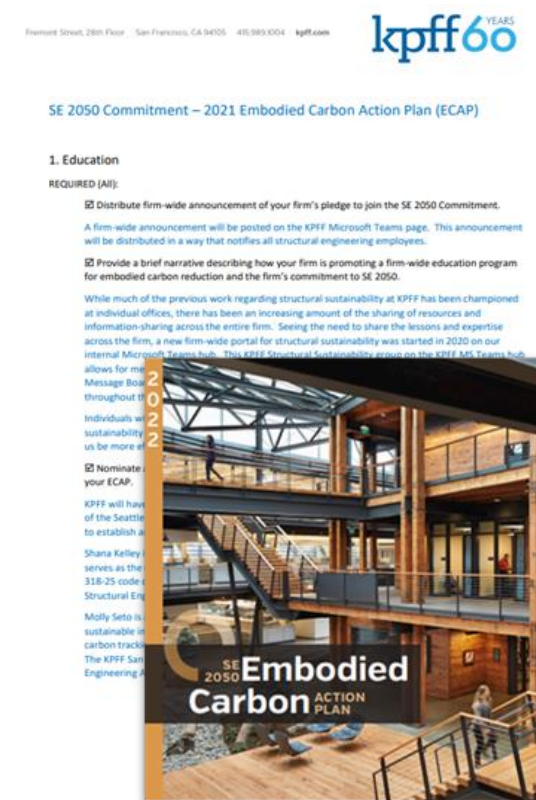 Fremont Street, 28th Floor San Francisco, CA 94105 415.989.1004 kpff.com
kpff60 YEARS
SE 2050 Commitment – 2021 Embodied Carbon Action Plan (ECAP)
1. Education
REQUIRED (All):
☑ Distribute firm-wide announcement of your firm's pledge to join the SE 2050 Commitment.
A firm-wide announcement will be posted on the KPFF Microsoft Teams page. This announcement
will be distributed in a way that notifies all structural engineering employees.
☑ Provide a brief narrative describing how your firm is promoting a firm-wide education program
for embodied carbon reduction and the firm's commitment to SE 2050.
While much of the previous work regarding structural sustainability at KPFF has been championed
at individual offices, there has been an increasing amount of the sharing of resources and
information-sharing across the entire firm. Seeing the need to share the lessons and expertise
across the firm, a new firm-wide portal for structural sustainability was started in 2020 on our
internal Microsoft Teams hub. This KPFF Structural Sustainability group on the KPFF MS Teams hub
allows for me
Message Boa
throughout th
Individuals w
sustainability
us be more e
☑ Nominate
your ECAP.
KPFF will have
of the Seattle
to establish a
Shana Kelley
serves as the
318-25 code
Structural Eng
Molly Seto is
sustainable in
carbon tracki
The KPFF San
Engineering A
2022
SE 2050 Embodied
Carbon ACTION PLAN